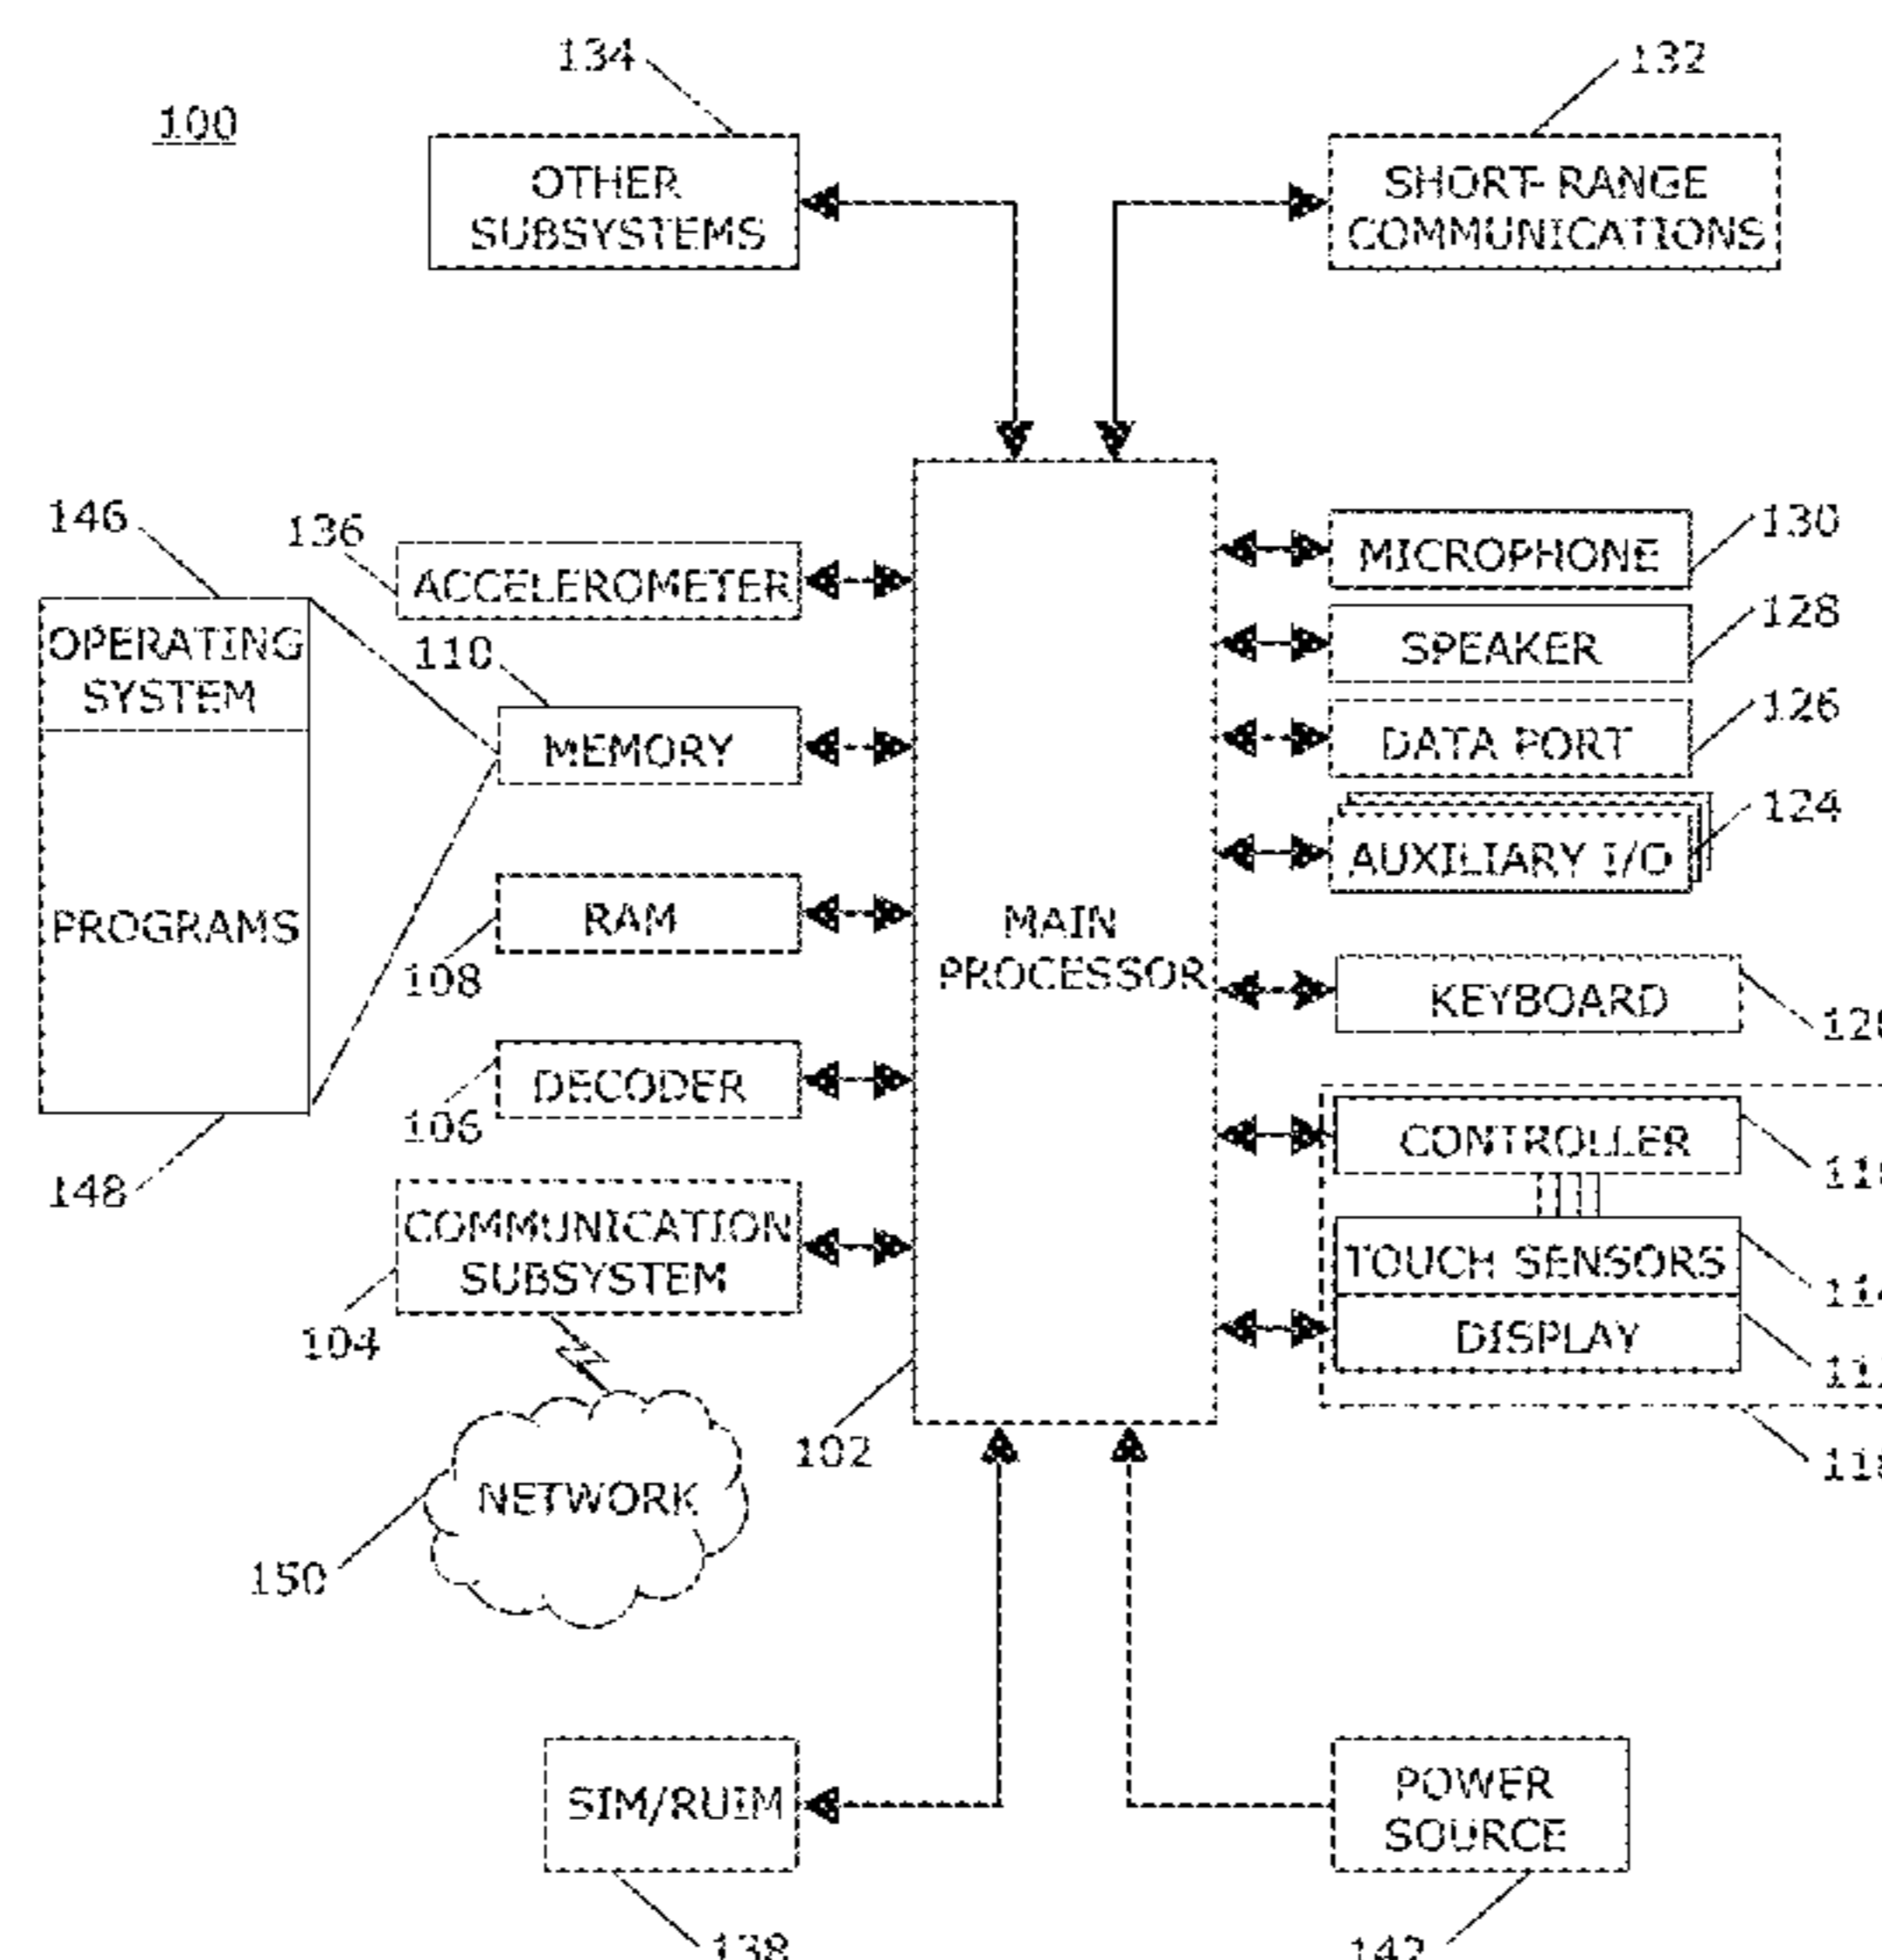 134
132
100
OTHER
SUBSYSTEMS
SHORT-RANGE
COMMUNICATIONS
146
136
ACCELEROMETER
MICROPHONE
130
OPERATING
SYSTEM
110
MEMORY
SPEAKER
128
DATA PORT
126
AUXILIARY I/O
124
PROGRAMS
RAM
108
MAIN
PROCESSOR
KEYBOARD
DECODER
106
CONTROLLER
148
COMMUNICATION
SUBSYSTEM
104
TOUCH SENSORS
DISPLAY
102
NETWORK
150
SIM/RUIM
POWER
SOURCE
138
142